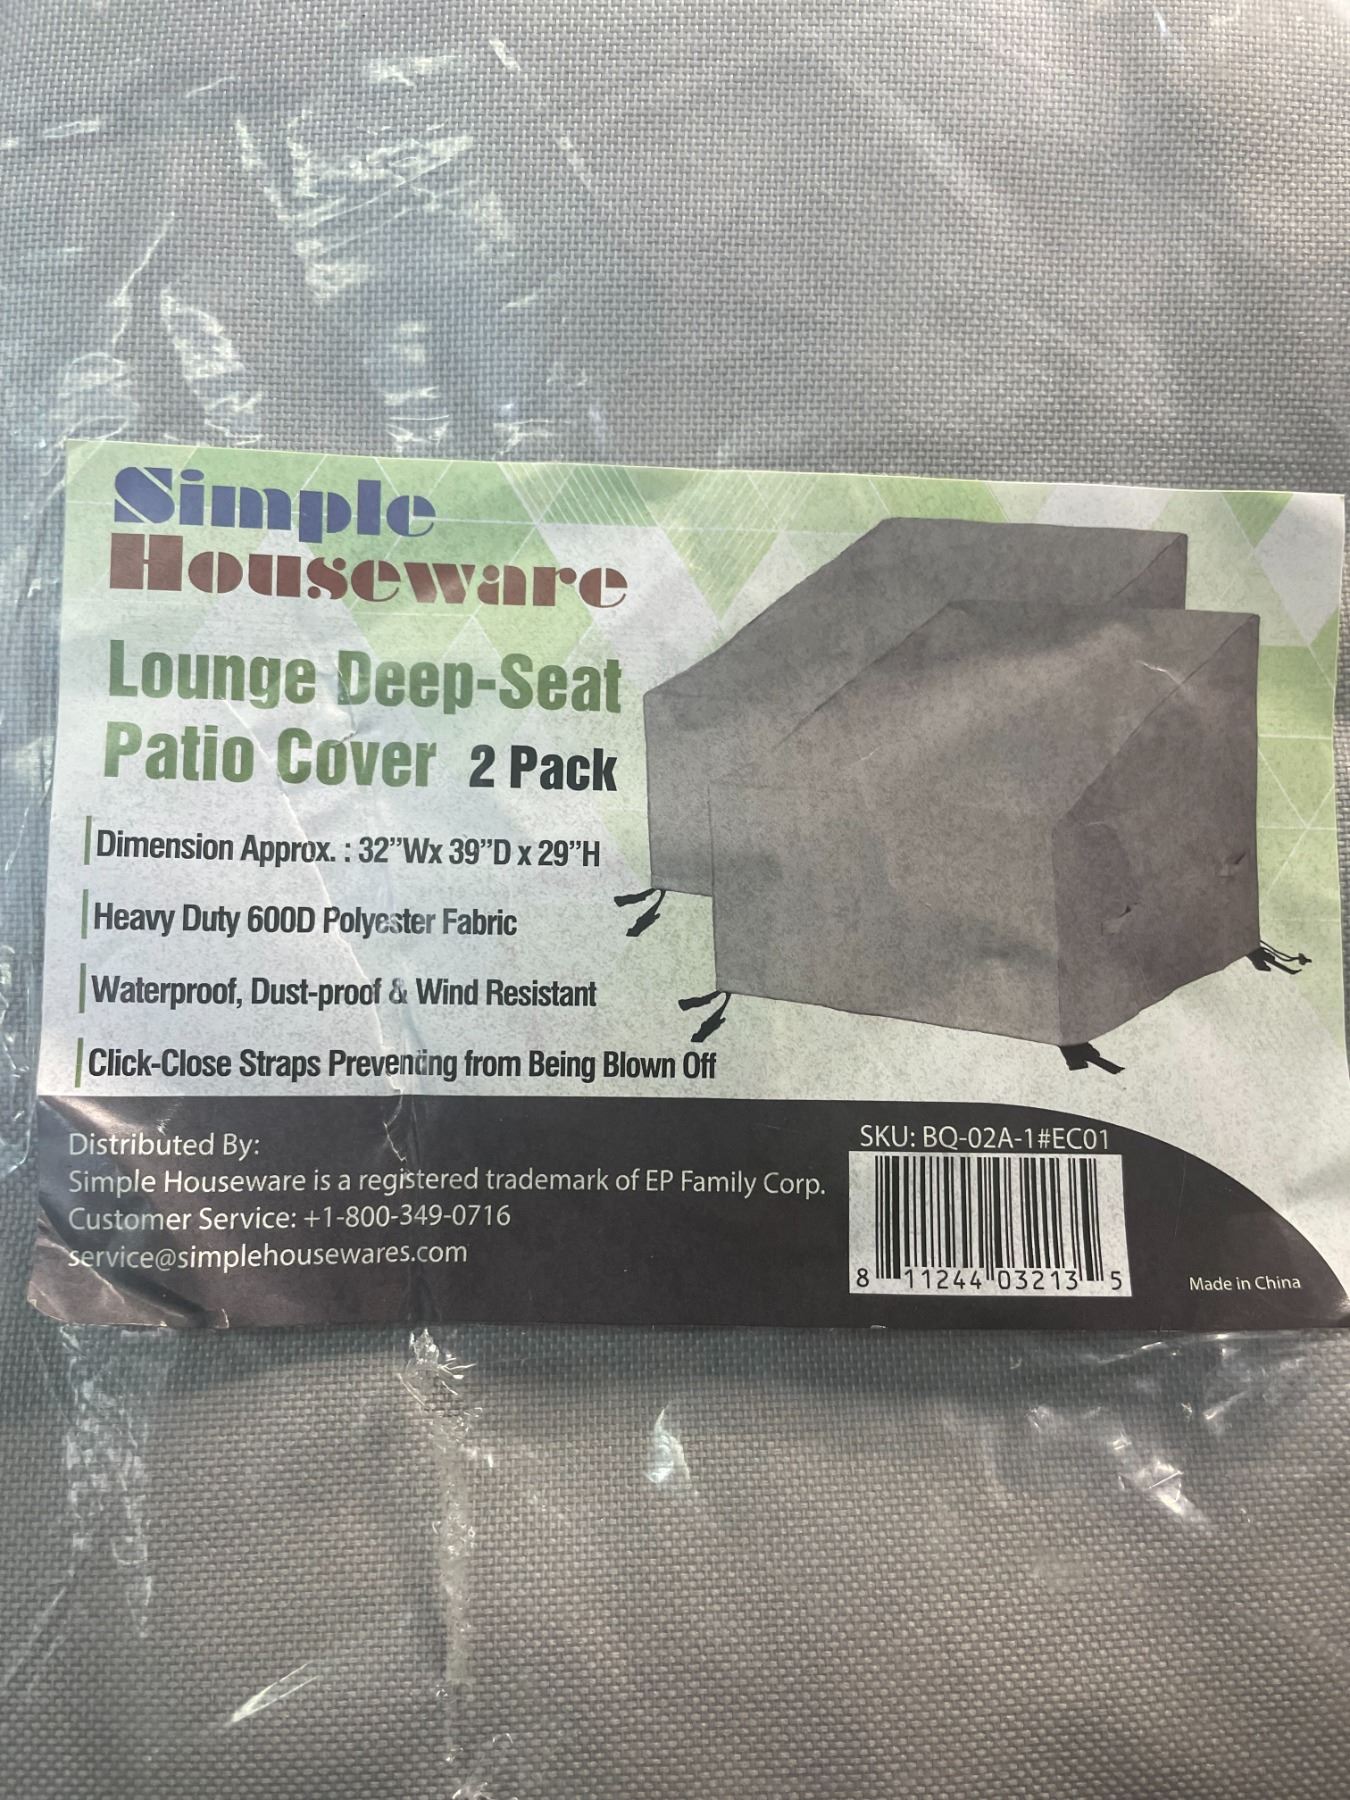 Simple
Houseware
Lounge Deep-Seat
Patio Cover 2 Pack
Dimension Approx. : 32"Wx 39"D x 29"H
Heavy Duty 600D Polyester Fabric
Waterproof, Dust-proof & Wind Resistant
Click-Close Straps Preventing from Being Blown Off
Distributed By:
Simple Houseware is a registered trademark of EP Family Corp.
Customer Service: +1-800-349-0716
service@simplehousewares.com
SKU: BQ-02A-1#EC01
8 11244 03213 5
Made in China